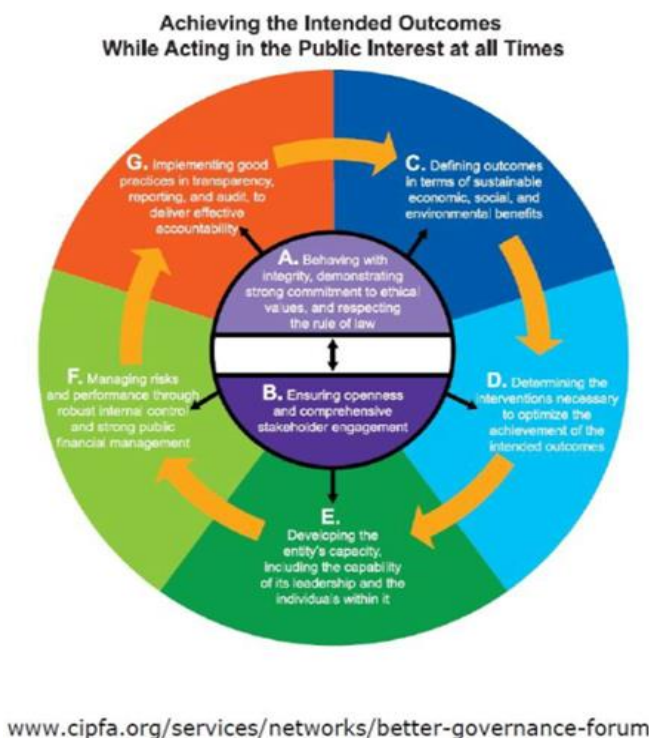 Achieving the Intended Outcomes
While Acting in the Public Interest at all Times
G. Implementing good
practices in transparency,
reporting, and audit, to
deliver effective
accountability
C. Defining outcomes
in terms of sustainable
economic, social, and
environmental benefits
A. Behaving with
integrity, demonstrating
strong commitment to ethical
values, and respecting
the rule of law
B. Ensuring openness
and comprehensive
stakeholder engagement
F. Managing risks
and performance through
robust internal control
and strong public
financial management
D. Determining the
interventions necessary
to optimize the
achievement of the
intended outcomes
E.
Developing the
entity's capacity,
including the capability
of its leadership and the
individuals within it
www.cipfa.org/services/networks/better-governance-forum